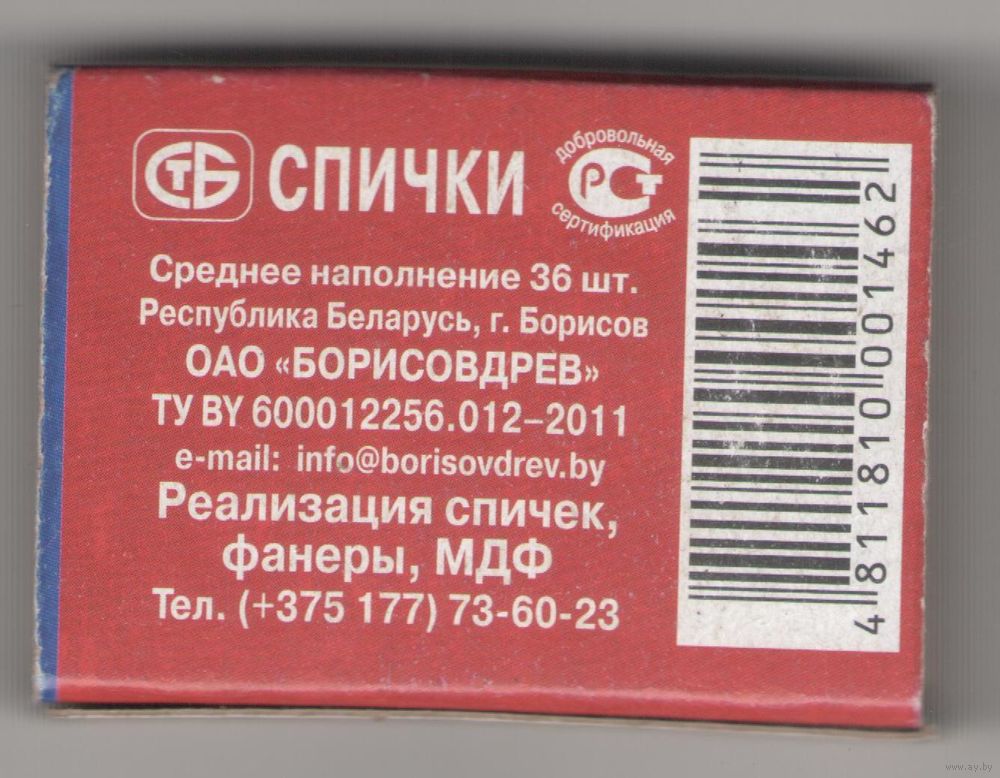 СТБ СПИЧКИ
добровольная
РСТ
сертификация
Среднее наполнение 36 шт.
Республика Беларусь, г. Борисов
ОАО «БОРИСОВДРЕВ»
ТУ BY 600012256.012–2011
e-mail: info@borisovdrev.by
Реализация спичек,
фанеры, МДФ
Тел. (+375 177) 73-60-23
4 811810 001462
www.ay.by